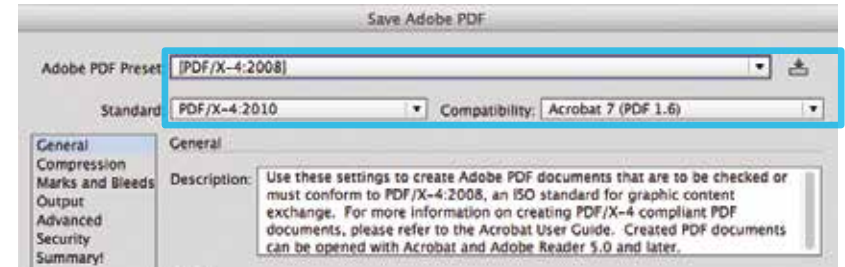 Save Adobe PDF
Adobe PDF Preset: [PDF/X-4:2008]
Standard: PDF/X-4:2010 Compatibility: Acrobat 7 (PDF 1.6)
General
Compression
Marks and Bleeds
Output
Advanced
Security
Summary!
General
Description: Use these settings to create Adobe PDF documents that are to be checked or
must conform to PDF/X-4:2008, an ISO standard for graphic content
exchange. For more information on creating PDF/X-4 compliant PDF
documents, please refer to the Acrobat User Guide. Created PDF documents
can be opened with Acrobat and Adobe Reader 5.0 and later.